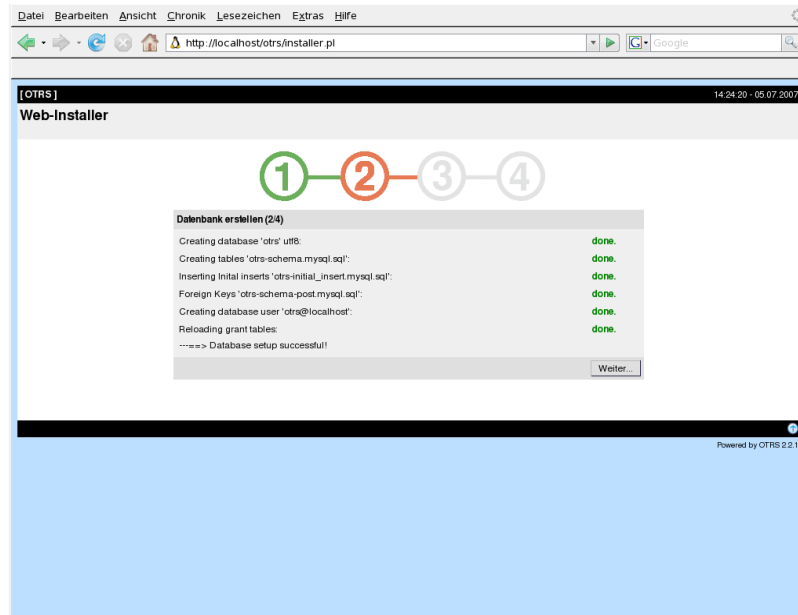 Datei Bearbeiten Ansicht Chronik Lesezeichen Extras Hilfe
http://localhost/otrs/installer.pl
G Google
[ OTRS ] 14:24:20 - 05.07.2007
Web-Installer
1 2 3 4
Datenbank erstellen (2/4)
Creating database 'otrs' utf8: done.
Creating tables 'otrs-schema.mysql.sql': done.
Inserting Inital inserts 'otrs-initial_insert.mysql.sql': done.
Foreign Keys 'otrs-schema-post.mysql.sql': done.
Creating database user 'otrs@localhost': done.
Reloading grant tables: done.
---==> Database setup successful!
Weiter...
Powered by OTRS 2.2.1